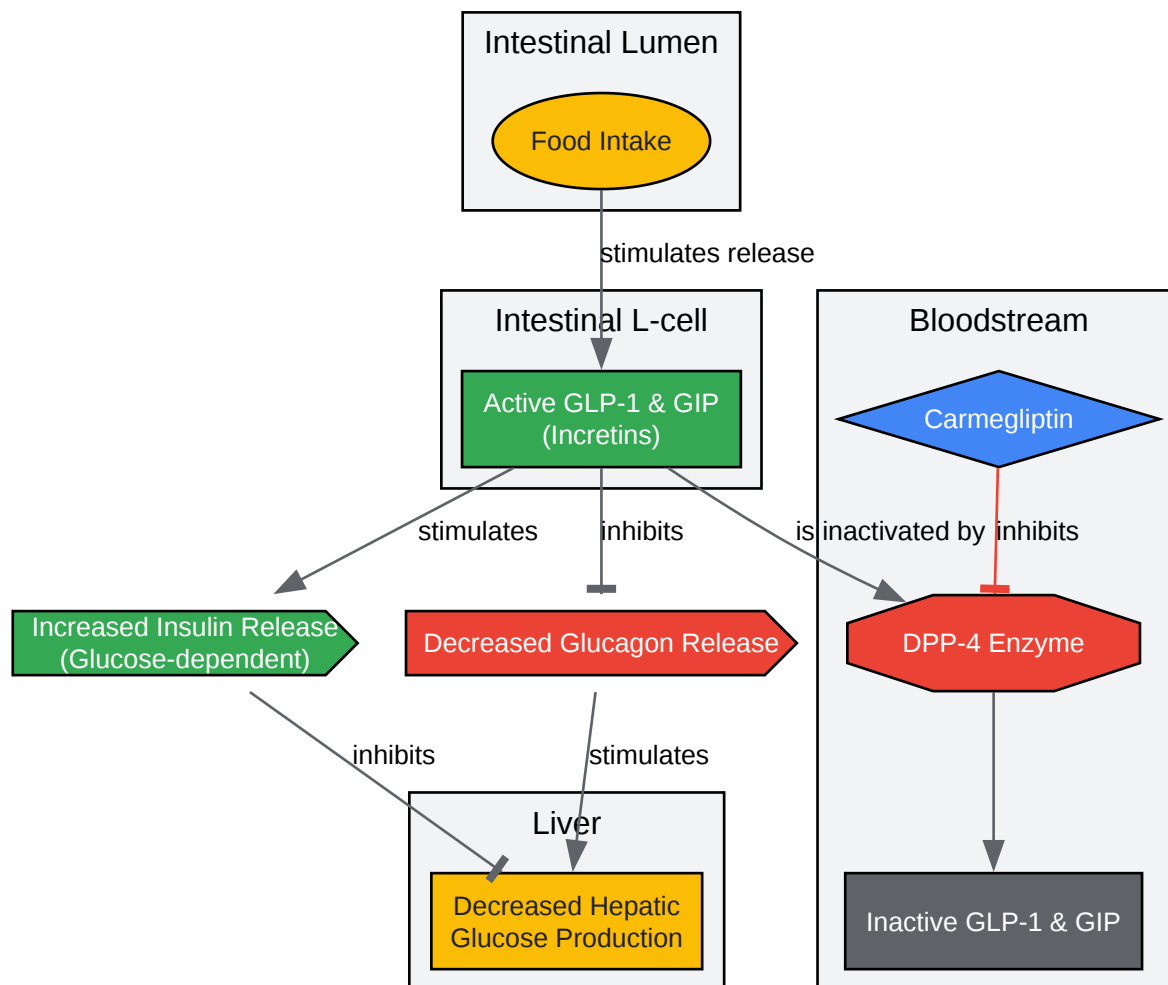 Intestinal Lumen
Food Intake
stimulates release
Intestinal L-cell
Bloodstream
Active GLP-1 & GIP
(Incretins)
Carmegliptin
stimulates
inhibits
is inactivated by
inhibits
Increased Insulin Release
(Glucose-dependent)
Decreased Glucagon Release
DPP-4 Enzyme
inhibits
stimulates
Liver
Decreased Hepatic
Glucose Production
Inactive GLP-1 & GIP